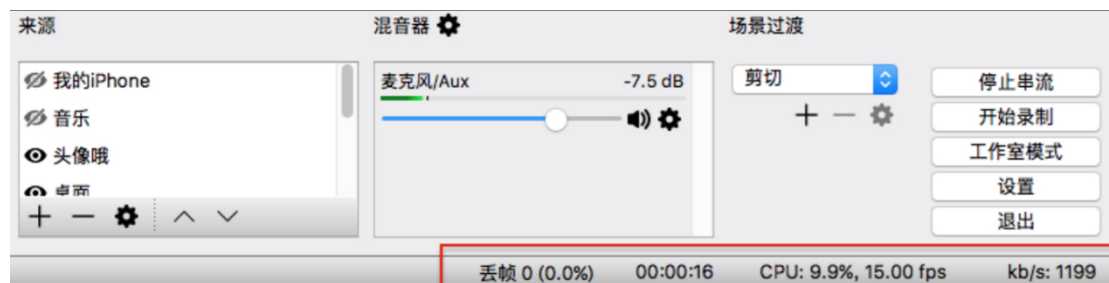 来源
我的iPhone
音乐
头像哦
桌面
混音器
麦克风/Aux -7.5 dB
场景过渡
剪切
停止串流
开始录制
工作室模式
设置
退出
丢帧 0 (0.0%) 00:00:16 CPU: 9.9%, 15.00 fps kb/s: 1199